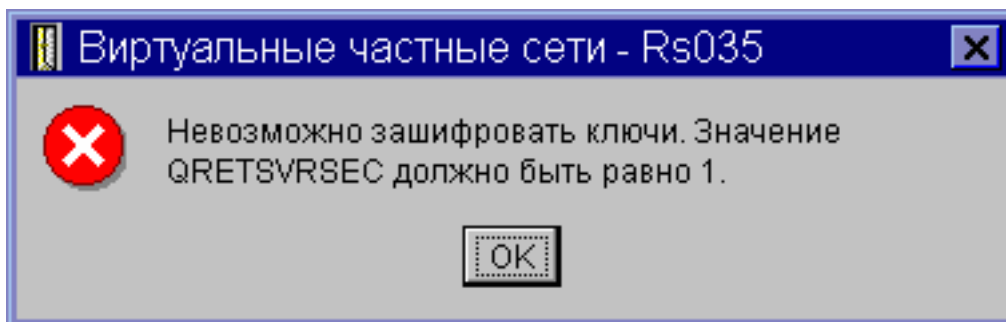 Виртуальные частные сети - Rs035
Невозможно зашифровать ключи. Значение
QRETSVRSEC должно быть равно 1.
OK